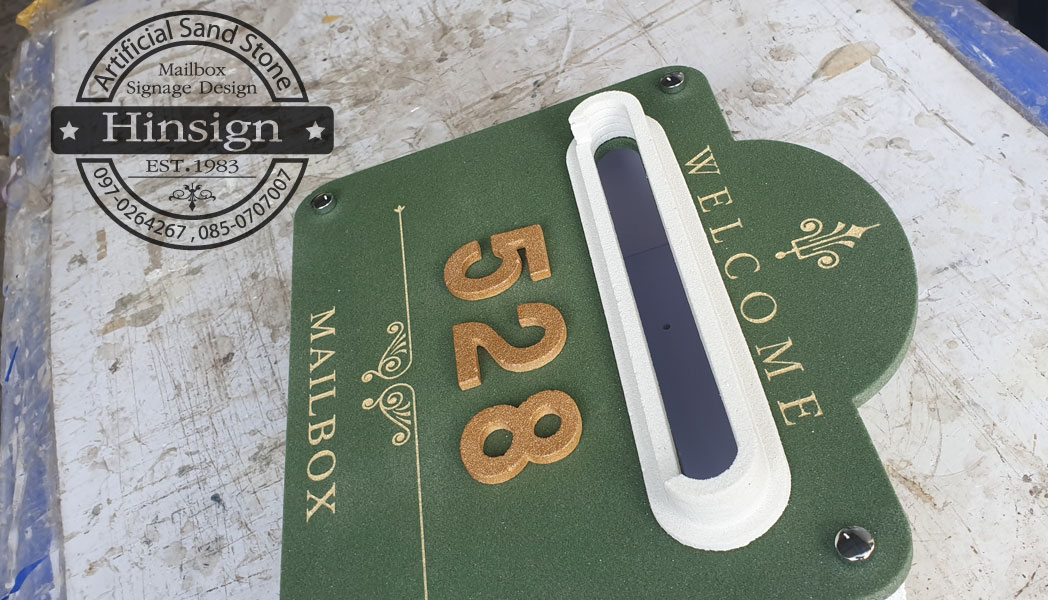 Artificial Sand Stone
Mailbox
Signage Design
Hinsign
EST.1983
097-0264267 , 085-0707007
WELCOME
528
MAILBOX